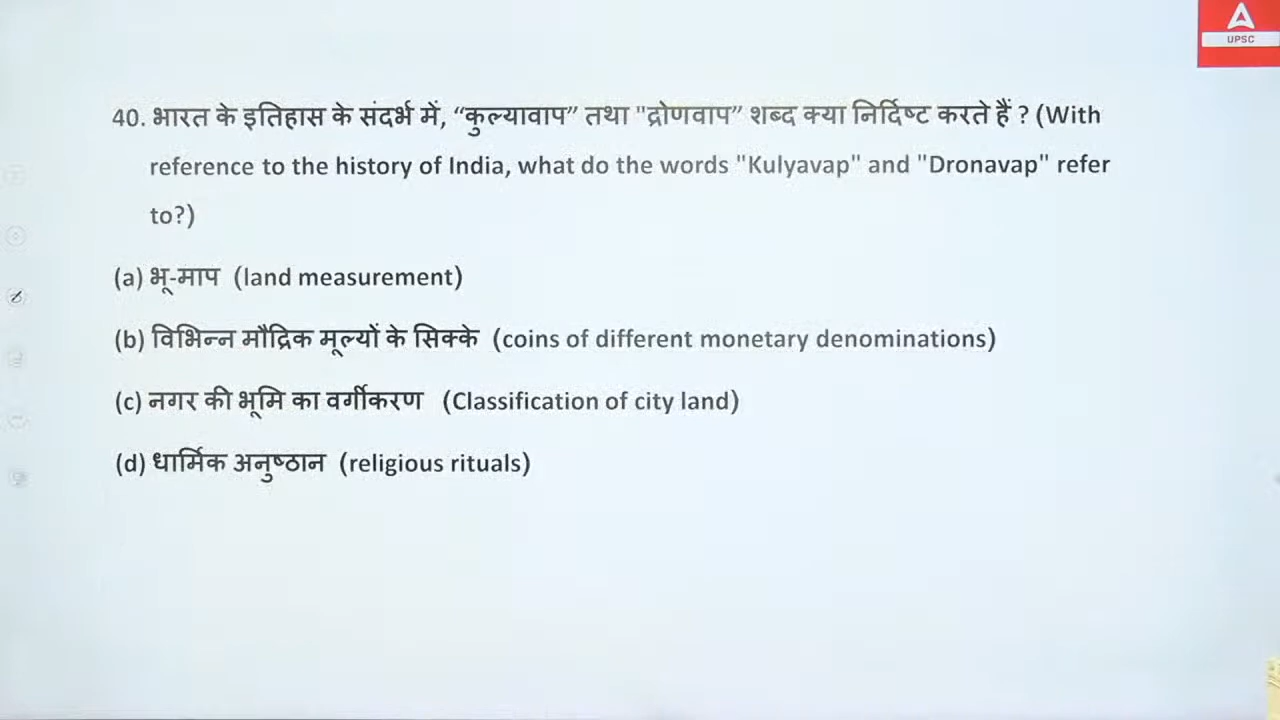 UPSC
40. भारत के इतिहास के संदर्भ में, “कुल्यावाप” तथा "द्रोणवाप” शब्द क्या निर्दिष्ट करते हैं ? (With
reference to the history of India, what do the words "Kulyavap" and "Dronavap" refer
to?)
(a) भू-माप (land measurement)
(b) विभिन्न मौद्रिक मूल्यों के सिक्के (coins of different monetary denominations)
(c) नगर की भूमि का वर्गीकरण (Classification of city land)
(d) धार्मिक अनुष्ठान (religious rituals)